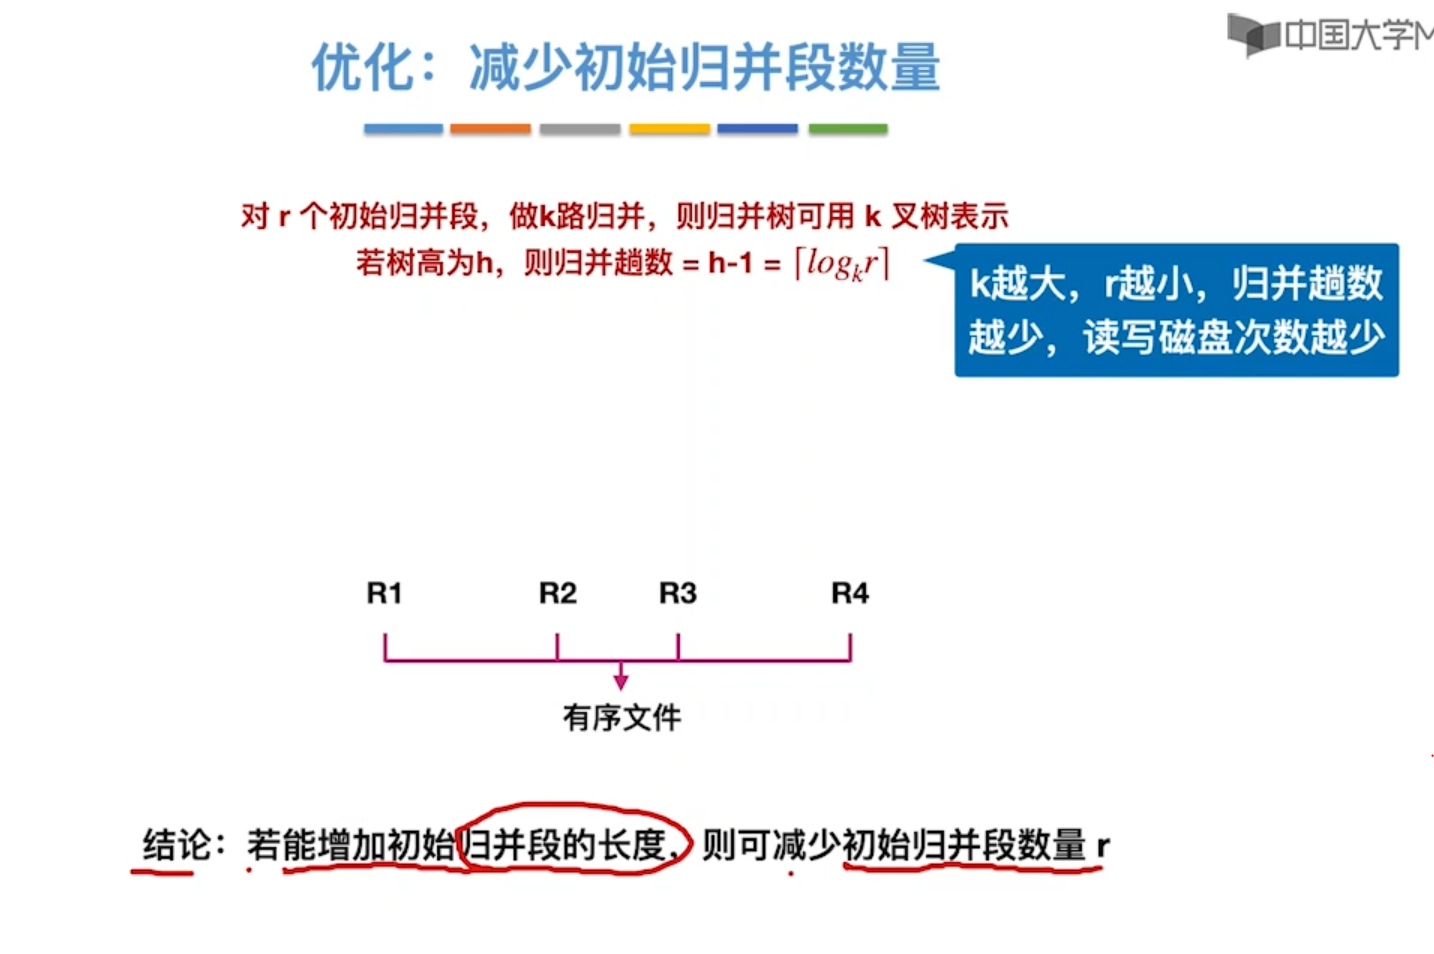 中国大学M
优化：减少初始归并段数量
对 r 个初始归并段，做k路归并，则归并树可用 k 叉树表示
若树高为h，则归并趟数 = h-1 = ⌈logₖr⌉
k越大，r越小，归并趟数
越少，读写磁盘次数越少
R1 R2 R3 R4
有序文件
结论：若能增加初始归并段的长度，则可减少初始归并段数量 r